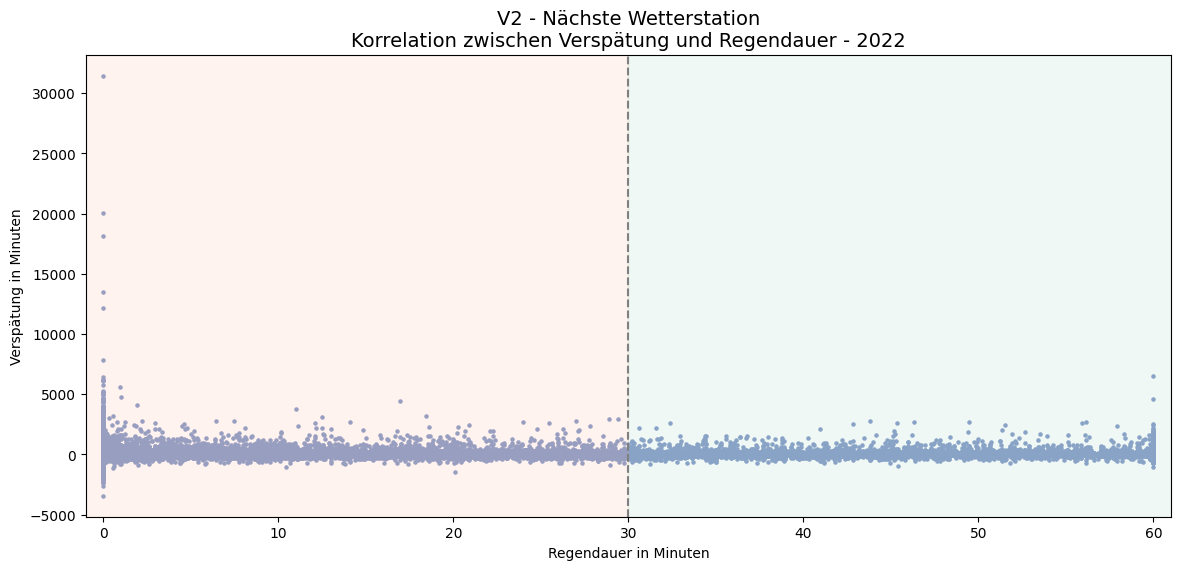 V2 - Nächste Wetterstation
Korrelation zwischen Verspätung und Regendauer - 2022
Verspätung in Minuten
30000
25000
20000
15000
10000
5000
0
−5000
0 10 20 30 40 50 60
Regendauer in Minuten